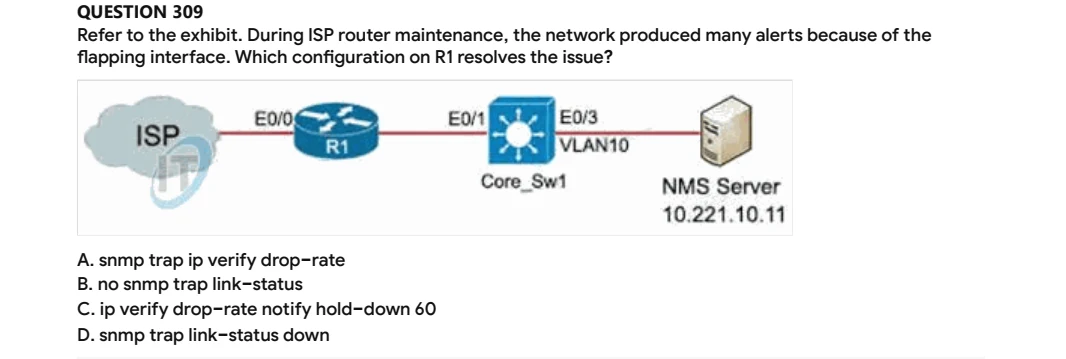 QUESTION 309
Refer to the exhibit. During ISP router maintenance, the network produced many alerts because of the
flapping interface. Which configuration on R1 resolves the issue?
ISP
E0/0
R1
E0/1
E0/3
VLAN10
Core_Sw1
NMS Server
10.221.10.11
IT
A. snmp trap ip verify drop-rate
B. no snmp trap link-status
C. ip verify drop-rate notify hold-down 60
D. snmp trap link-status down